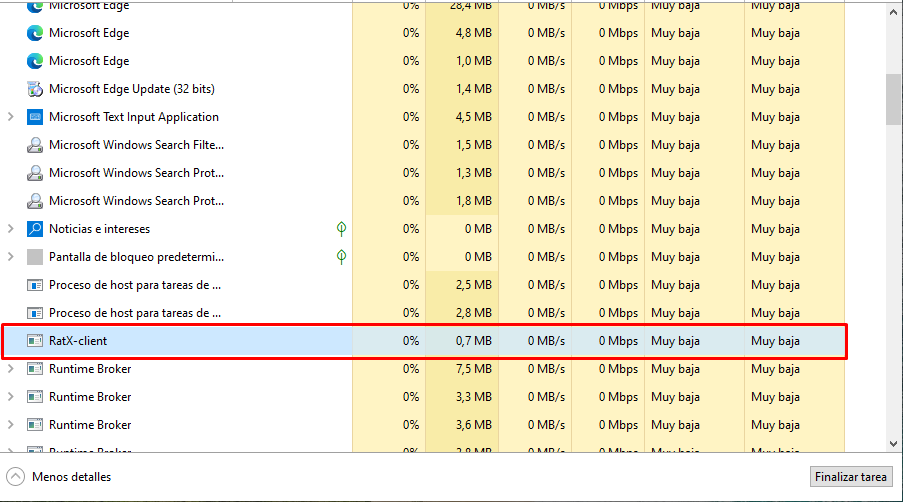 Microsoft Edge 0% 28,4 MB 0 MB/s 0 Mbps Muy baja Muy baja
Microsoft Edge 0% 4,8 MB 0 MB/s 0 Mbps Muy baja Muy baja
Microsoft Edge 0% 1,0 MB 0 MB/s 0 Mbps Muy baja Muy baja
Microsoft Edge Update (32 bits) 0% 1,4 MB 0 MB/s 0 Mbps Muy baja Muy baja
Microsoft Text Input Application 0% 4,5 MB 0 MB/s 0 Mbps Muy baja Muy baja
Microsoft Windows Search Filte... 0% 1,5 MB 0 MB/s 0 Mbps Muy baja Muy baja
Microsoft Windows Search Prot... 0% 1,3 MB 0 MB/s 0 Mbps Muy baja Muy baja
Microsoft Windows Search Prot... 0% 1,8 MB 0 MB/s 0 Mbps Muy baja Muy baja
Noticias e intereses 0% 0 MB 0 MB/s 0 Mbps Muy baja Muy baja
Pantalla de bloqueo predetermi... 0% 0 MB 0 MB/s 0 Mbps Muy baja Muy baja
Proceso de host para tareas de ... 0% 2,5 MB 0 MB/s 0 Mbps Muy baja Muy baja
Proceso de host para tareas de ... 0% 2,8 MB 0 MB/s 0 Mbps Muy baja Muy baja
RatX-client 0% 0,7 MB 0 MB/s 0 Mbps Muy baja Muy baja
Runtime Broker 0% 7,5 MB 0 MB/s 0 Mbps Muy baja Muy baja
Runtime Broker 0% 3,3 MB 0 MB/s 0 Mbps Muy baja Muy baja
Runtime Broker 0% 3,6 MB 0 MB/s 0 Mbps Muy baja Muy baja
Runtime Broker 0% MB 0 MB/s 0 Mbps Muy baja Muy baja
Menos detalles Finalizar tarea